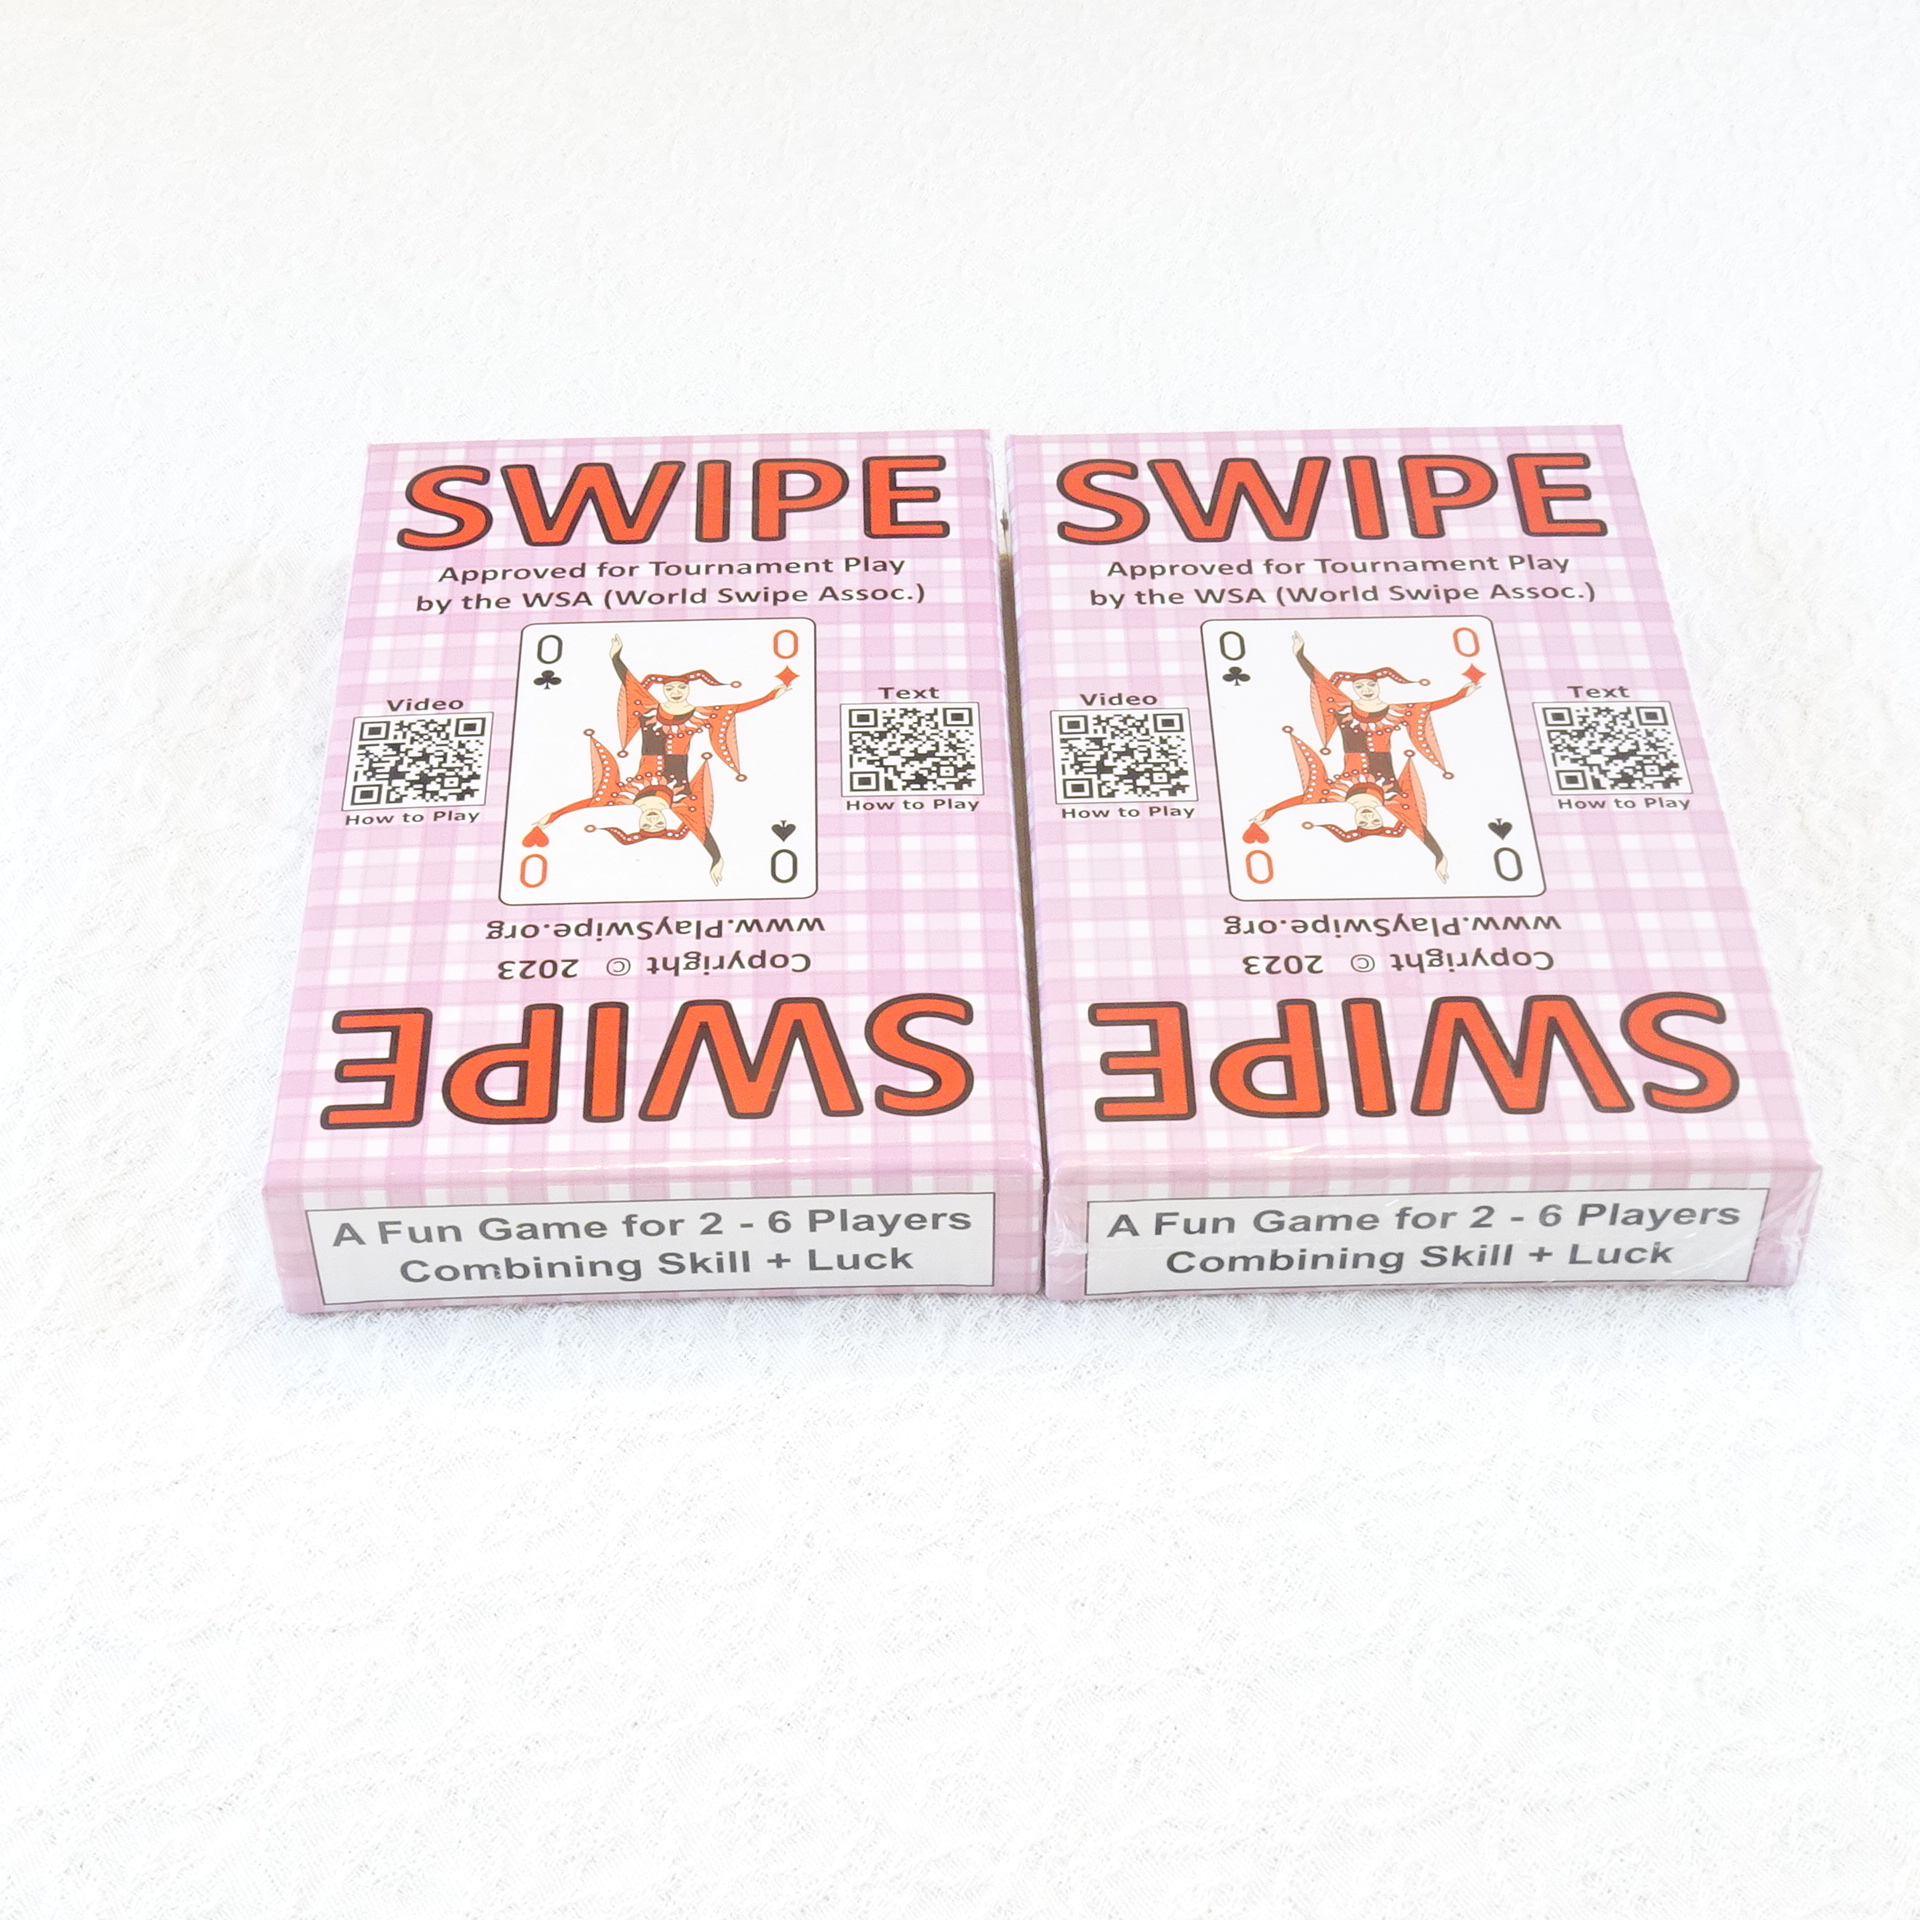 SWIPE
Approved for Tournament Play
by the WSA (World Swipe Assoc.)
0
0
Video
Text
How to Play
How to Play
0
0
www.PlaySwipe.org
Copyright © 2023
SWIPE
A Fun Game for 2 - 6 Players
Combining Skill + Luck
SWIPE
Approved for Tournament Play
by the WSA (World Swipe Assoc.)
0
0
Video
Text
How to Play
How to Play
0
0
www.PlaySwipe.org
Copyright © 2023
SWIPE
A Fun Game for 2 - 6 Players
Combining Skill + Luck